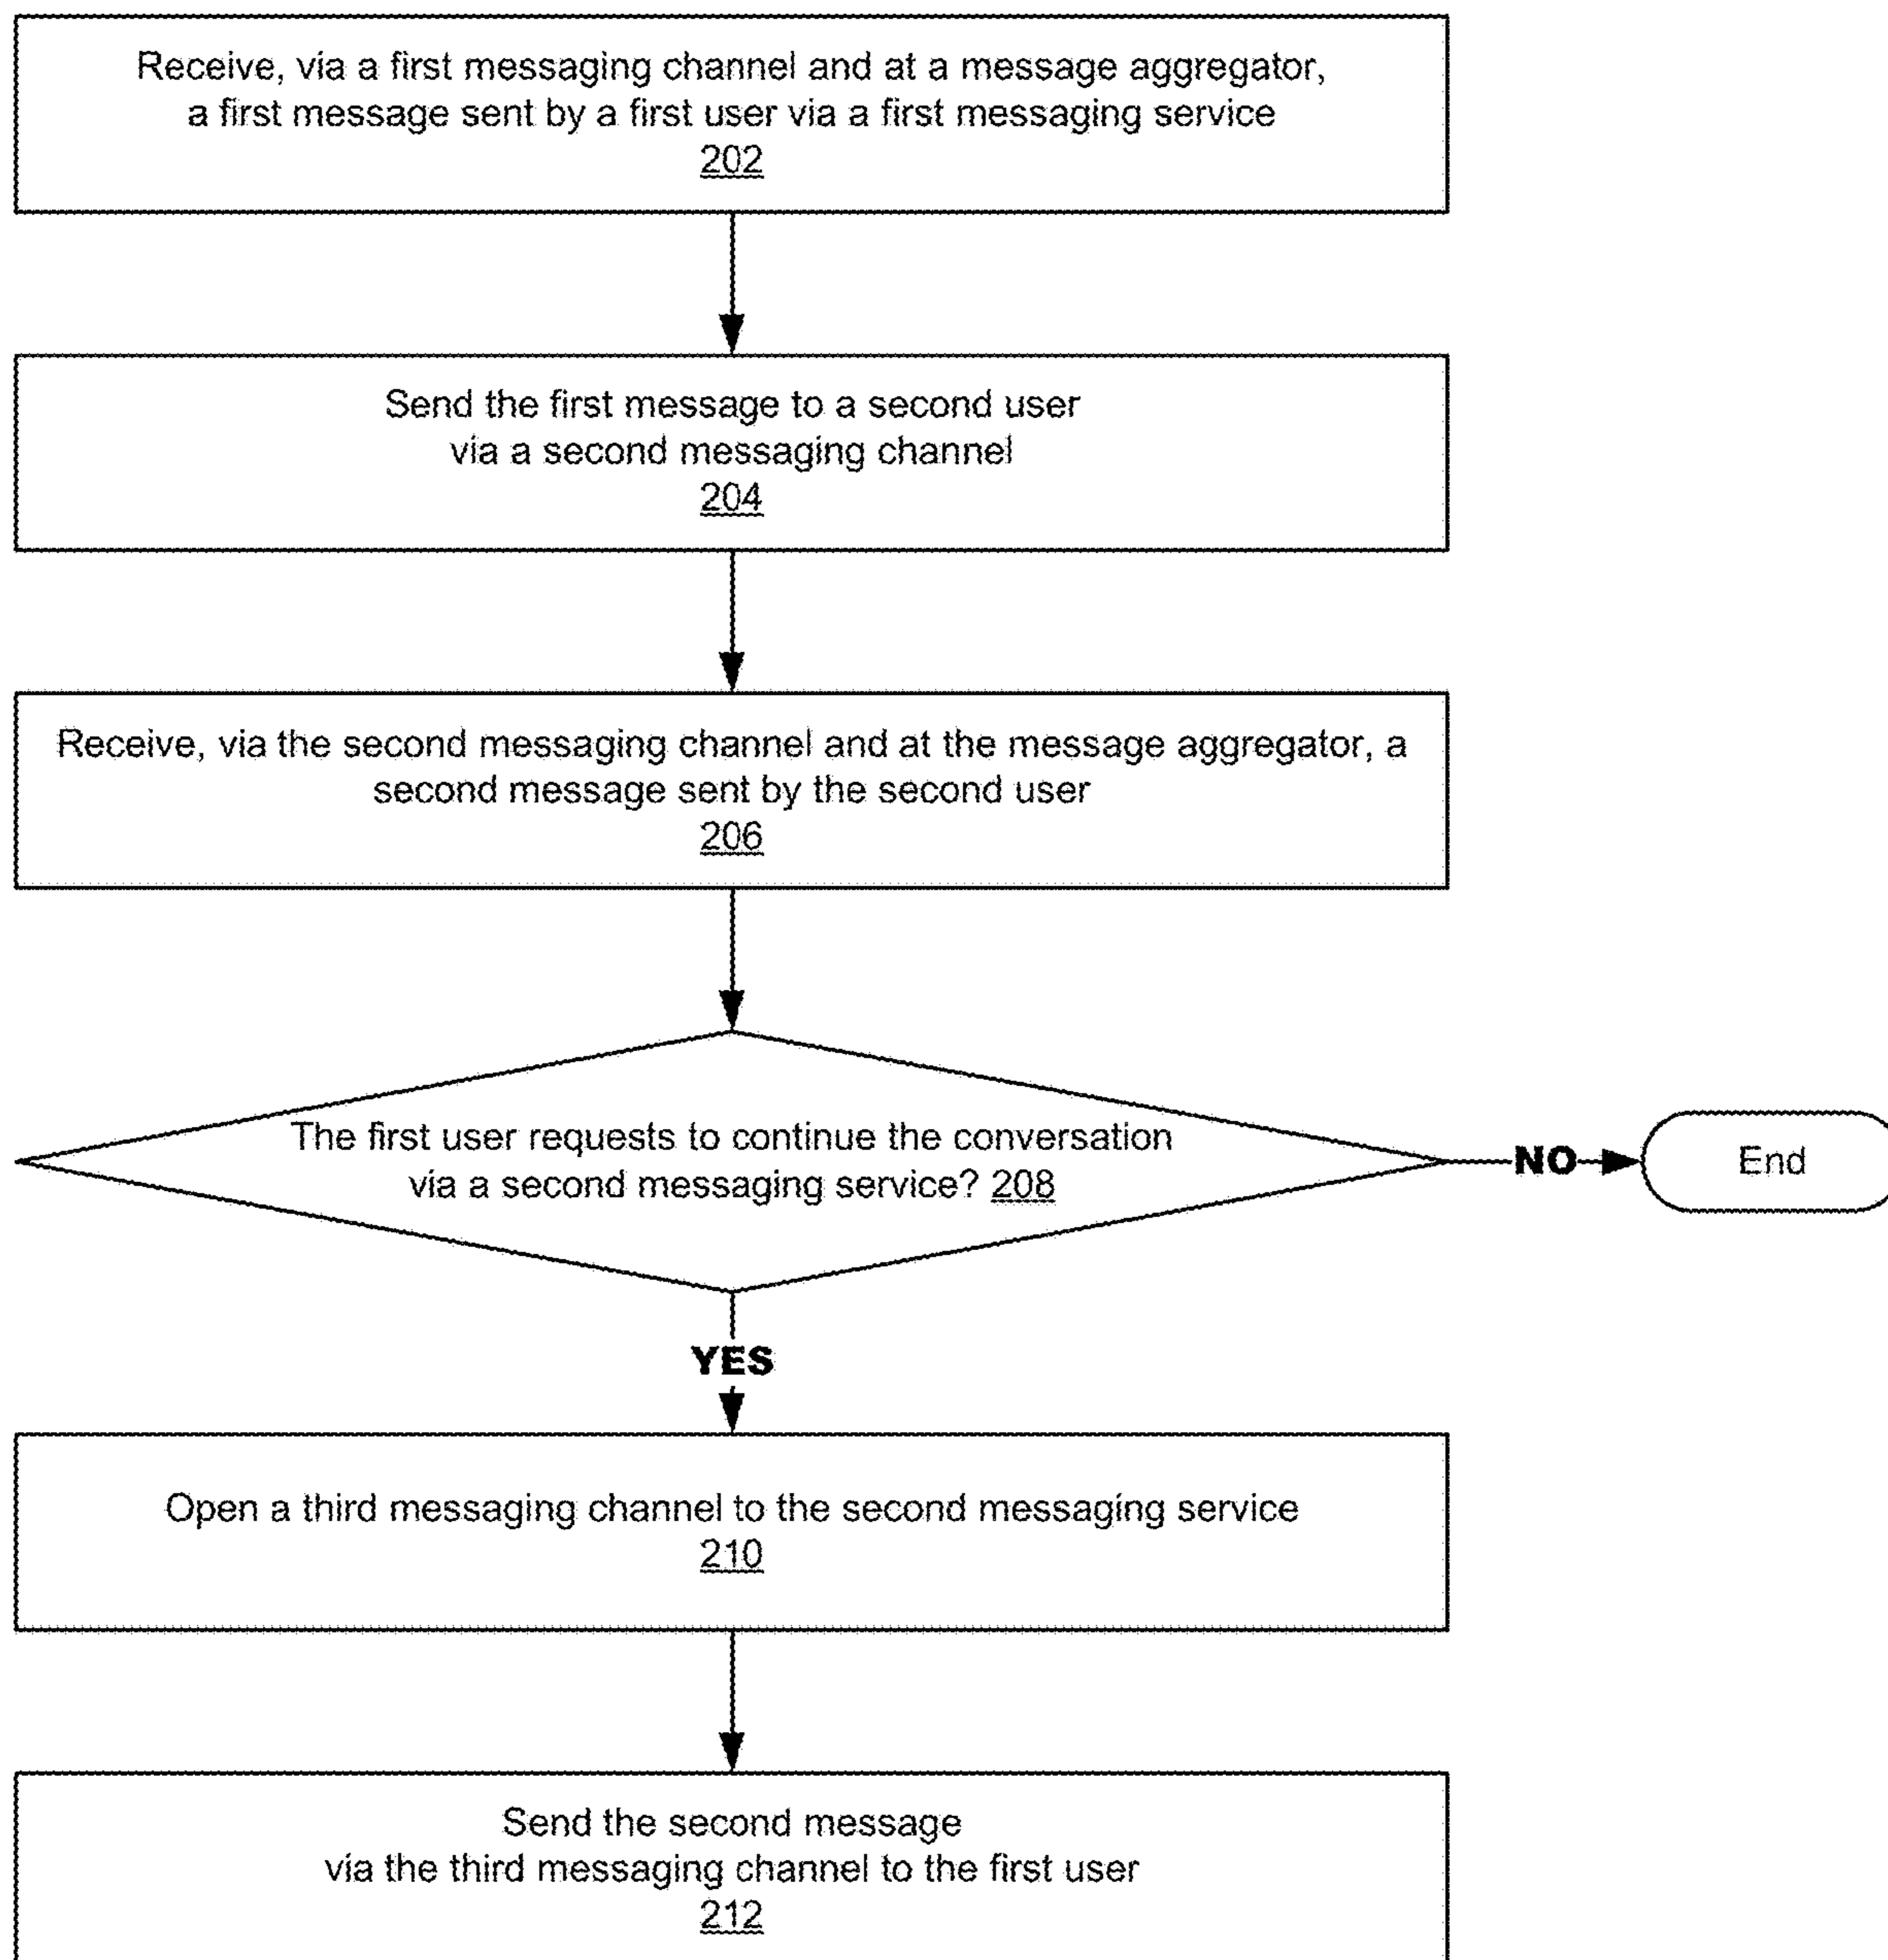 Receive, via a first messaging channel and at a message aggregator,
a first message sent by a first user via a first messaging service
202
Send the first message to a second user
via a second messaging channel
204
Receive, via the second messaging channel and at the message aggregator, a
second message sent by the second user
206
The first user requests to continue the conversation
via a second messaging service? 208
NO
End
YES
Open a third messaging channel to the second messaging service
210
Send the second message
via the third messaging channel to the first user
212